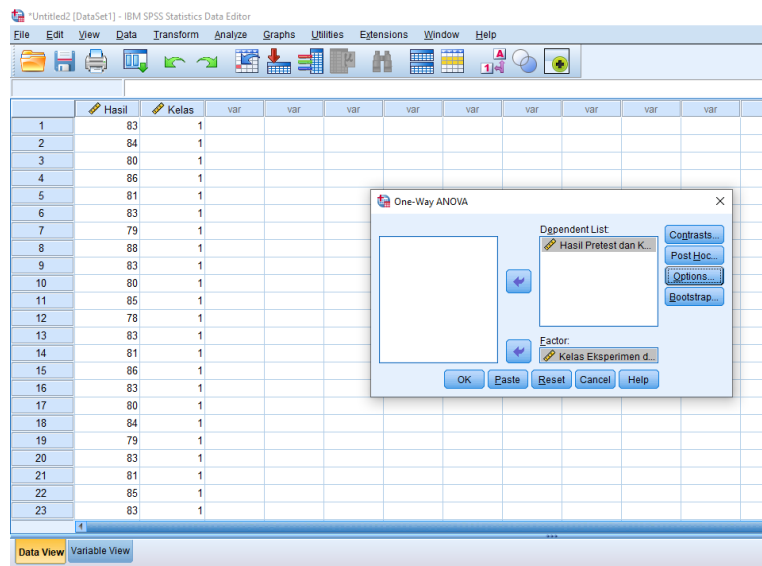 *Untitled2 [DataSet1] - IBM SPSS Statistics Data Editor
File Edit View Data Transform Analyze Graphs Utilities Extensions Window Help
Hasil Kelas var var var var var var var var var
1 83 1
2 84 1
3 80 1
4 86 1
5 81 1
6 83 1
7 79 1
8 88 1
9 83 1
10 80 1
11 85 1
12 78 1
13 83 1
14 81 1
15 86 1
16 83 1
17 80 1
18 84 1
19 79 1
20 83 1
21 81 1
22 85 1
23 83 1
One-Way ANOVA
Dependent List:
Hasil Pretest dan K...
Contrasts...
Post Hoc...
Options...
Bootstrap...
Factor:
Kelas Eksperimen d...
OK Paste Reset Cancel Help
Data View Variable View